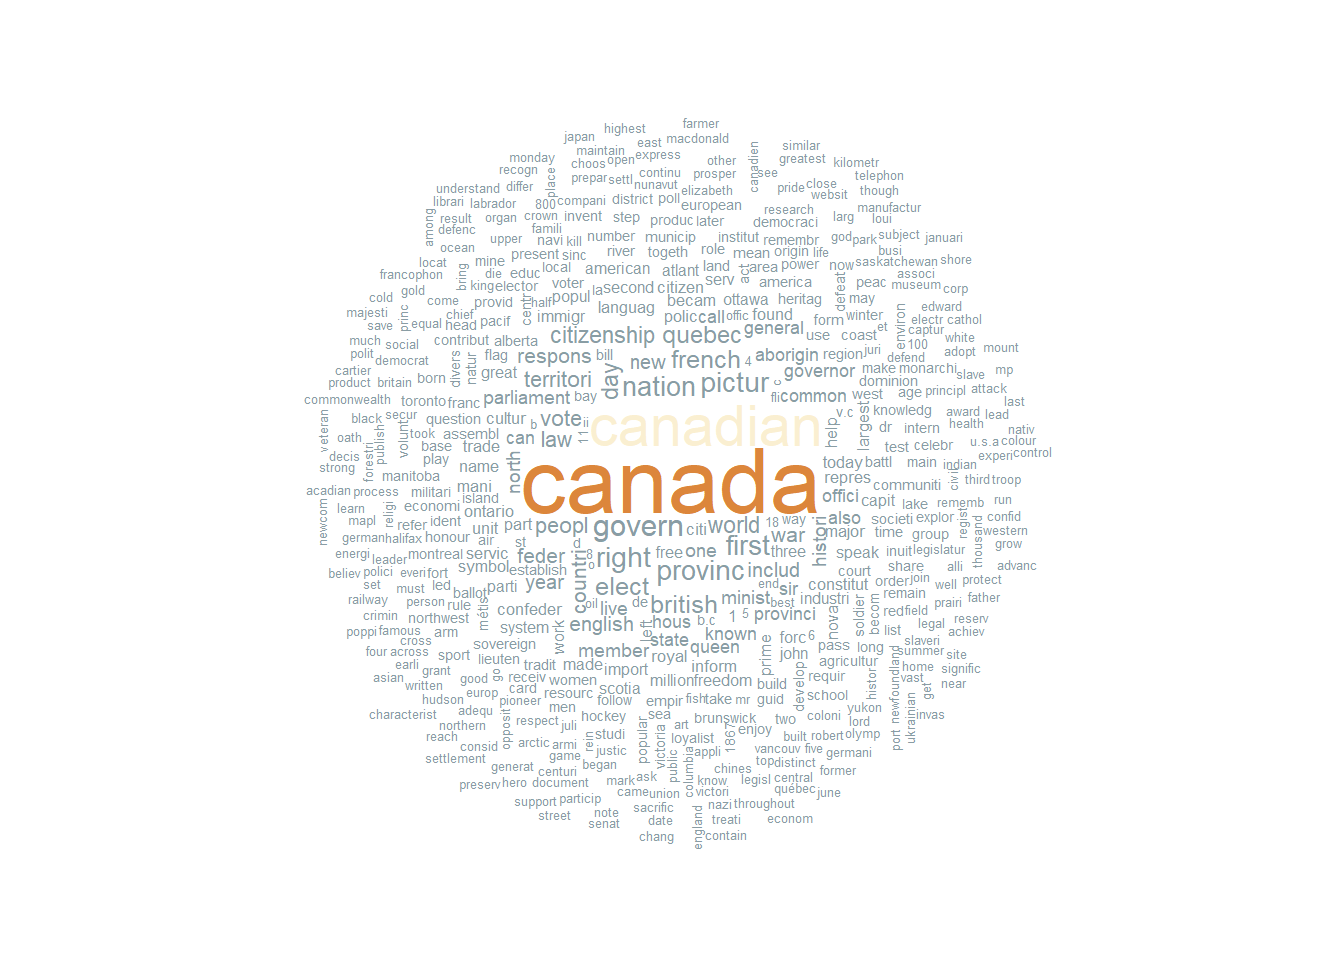 farmer
highest
japan east macdonald
maintain similar
monday choos open express other canadien greatest kilometr
recogn place continu prosper see telephon
understand differ prepar settl nunavut elizabeth pride close though
librari labrador 800 compani district poll european websit manufactur
result organ crown invent step produc later research larg loui
among defenc famili democraci god park subject januari
upper navi kill number municip institut remembr busi
ocean present sinc river togeth role mean origin life saskatchewan shore
locat mine american atlant land act area power now associ
francophon bring die educ local serv defeat peac museum corp
cold gold king elector half voter la second citizen america
come provid centr popul languag becam ottawa heritag may edward
majesti princ chief pacif immigr polic call offic found form winter et environ electr cathol
save equal head citizenship quebec general use coast captur white
much social contribut alberta respons bill new french 4 aborigin region juri 100 adopt mount
polit democrat divers natur flag great territori day nation pictur c governor make monarchi defend slave mp
cartier product britain born parliament bay fli common dominion west age principl attack
commonwealth toronto franc vote ii canadian v.c largest knowledg award lead last
veteran black secur volunt question cultur b 11 help dr intern health nativ
oath publish took assembl can law test celebr u.s.a colour
decis forestri base trade north canada today battl main indian experi control
strong play name repres civil third troop
manitoba mani offici communiti
acadian process militari island capit lake rememb run
newcom learn religi economi ontario part peopl govern citi world 18 way also societi explor regist confid
mapl refer ident unit war histori major time group thousand western
german halifax honour air st first three speak inuit legislatur grow
energi leader montreal servic feder countri d 8 o right free one share alli advanc
believ polici everi fort symbol establish provinc includ court order join well protect
set must led ballot parti year elect end sir constitut remain prairi father
railway person rule métis confeder oil live de british minist best industri nova soldier becom red field reserv
crimin northwest system work english left hous b.c 1 5 provinci list legal achiev
poppi famous arm member state known prime forc 6 pass long slaveri
cross sport sovereign royal queen john agricultur summer site
four across earli lieuten tradit made import inform develop requir histor home signific
asian grant good go receiv women scotia million freedom build school newfoundland vast near
written europ card resourc follow empir fish take mr guid yukon get
hudson adequ pioneer men hockey sea art brunswick two coloni lord ukrainian invas
characterist opposit respect juli rein studi popular victoria loyalist 1867 enjoy built robert olymp port
northern arctic armi justic public appli vancouv five germani
reach consid game began columbia chines top distinct former
settlement generat centuri mark ask know legisl central
preserv hero document came union victori québec june
support particip sacrific nazi throughout
street note date treati econom
senat england
chang contain